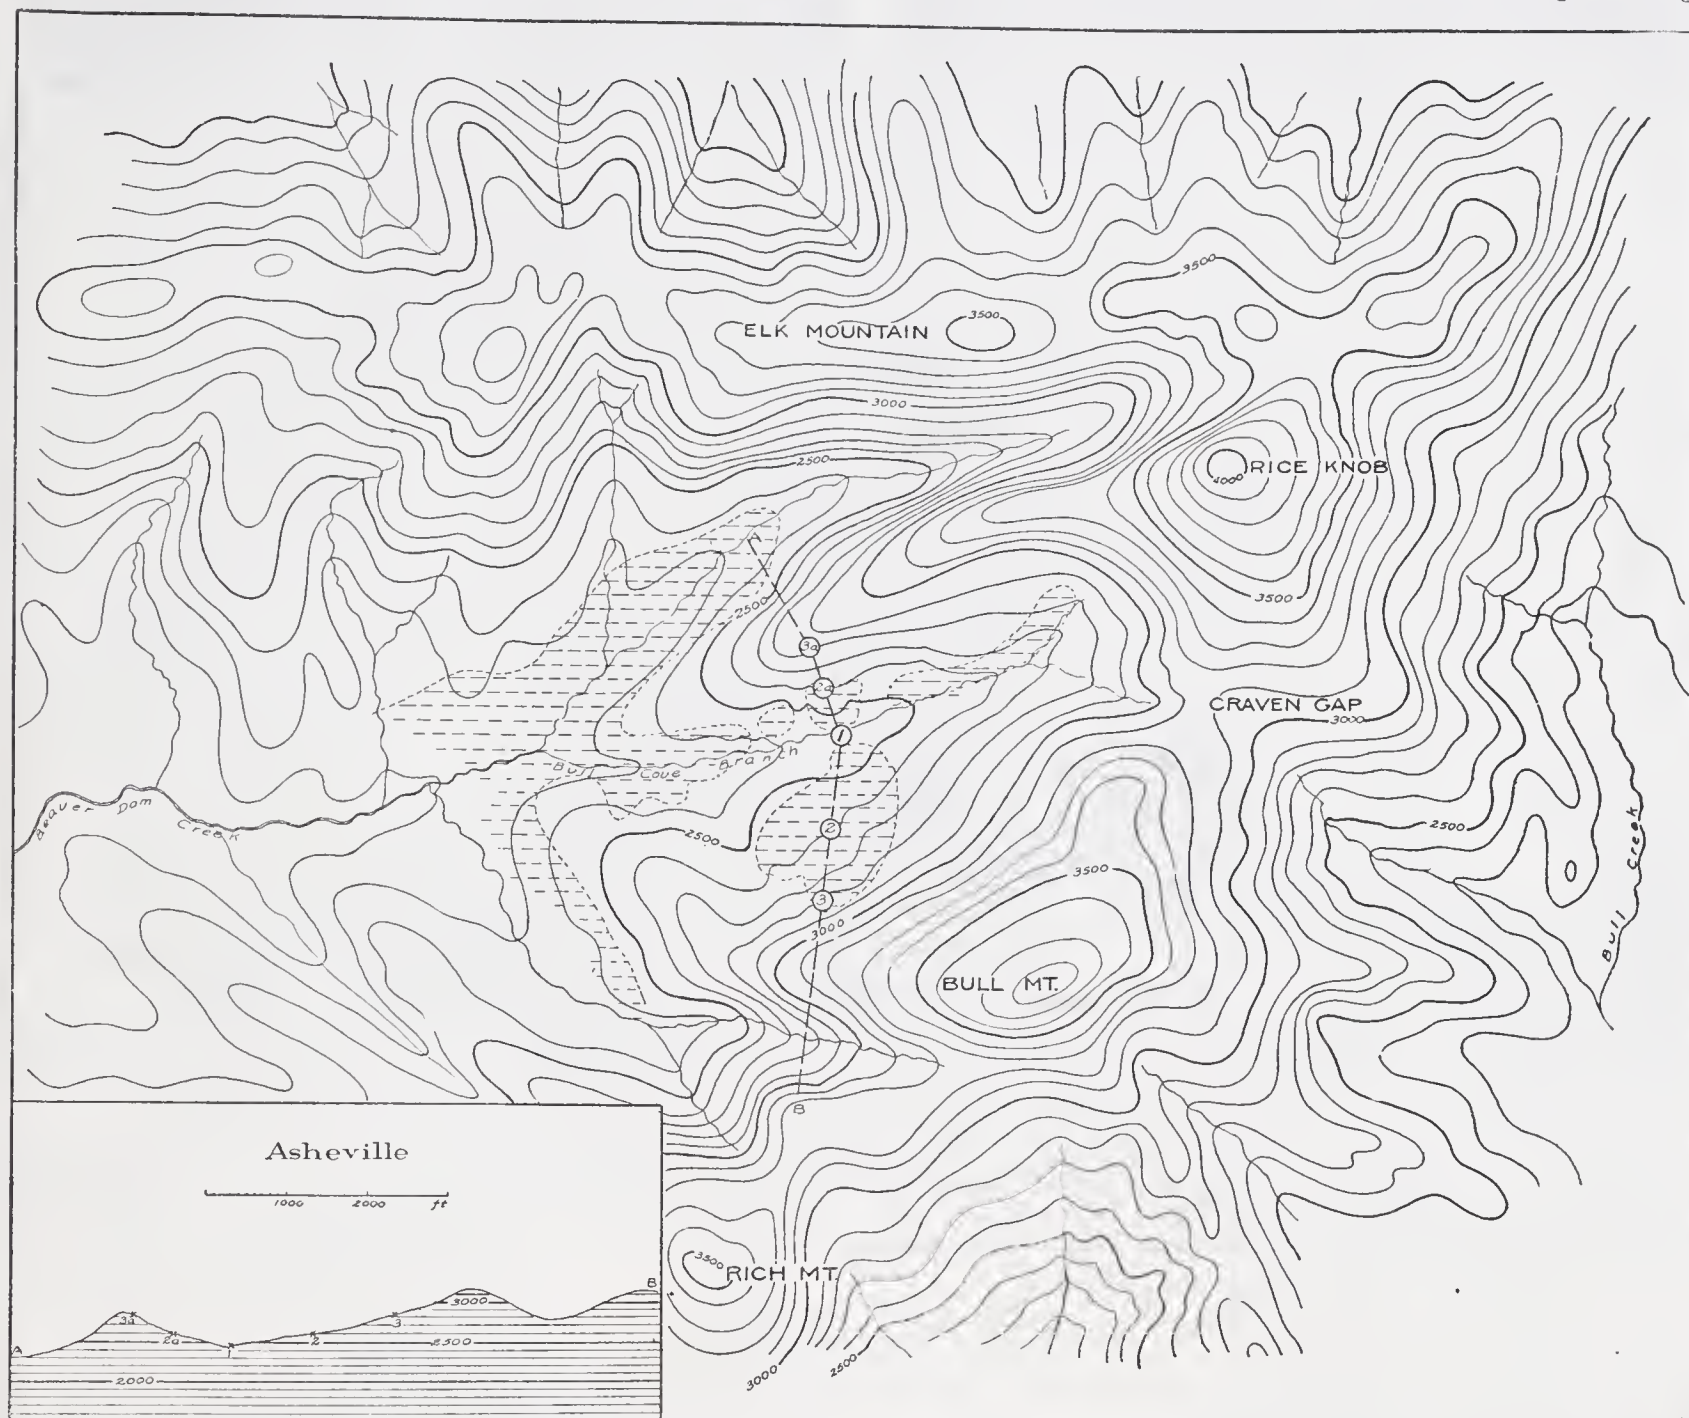 3500
ELK MOUNTAIN
3500
3000
2500
RICE KNOB
4000
A
2500
3500
3a
2a
CRAVEN GAP
3000
1
Bull Cove Branch
Beaver Dam Creek
2500
2
2500
Bull Creek
3500
3
3000
BULL MT.
B
Asheville
1000 2000 ft
3500
RICH MT.
B
3000
3a
3
A
2a
2
2500
1
2000
3000
2500